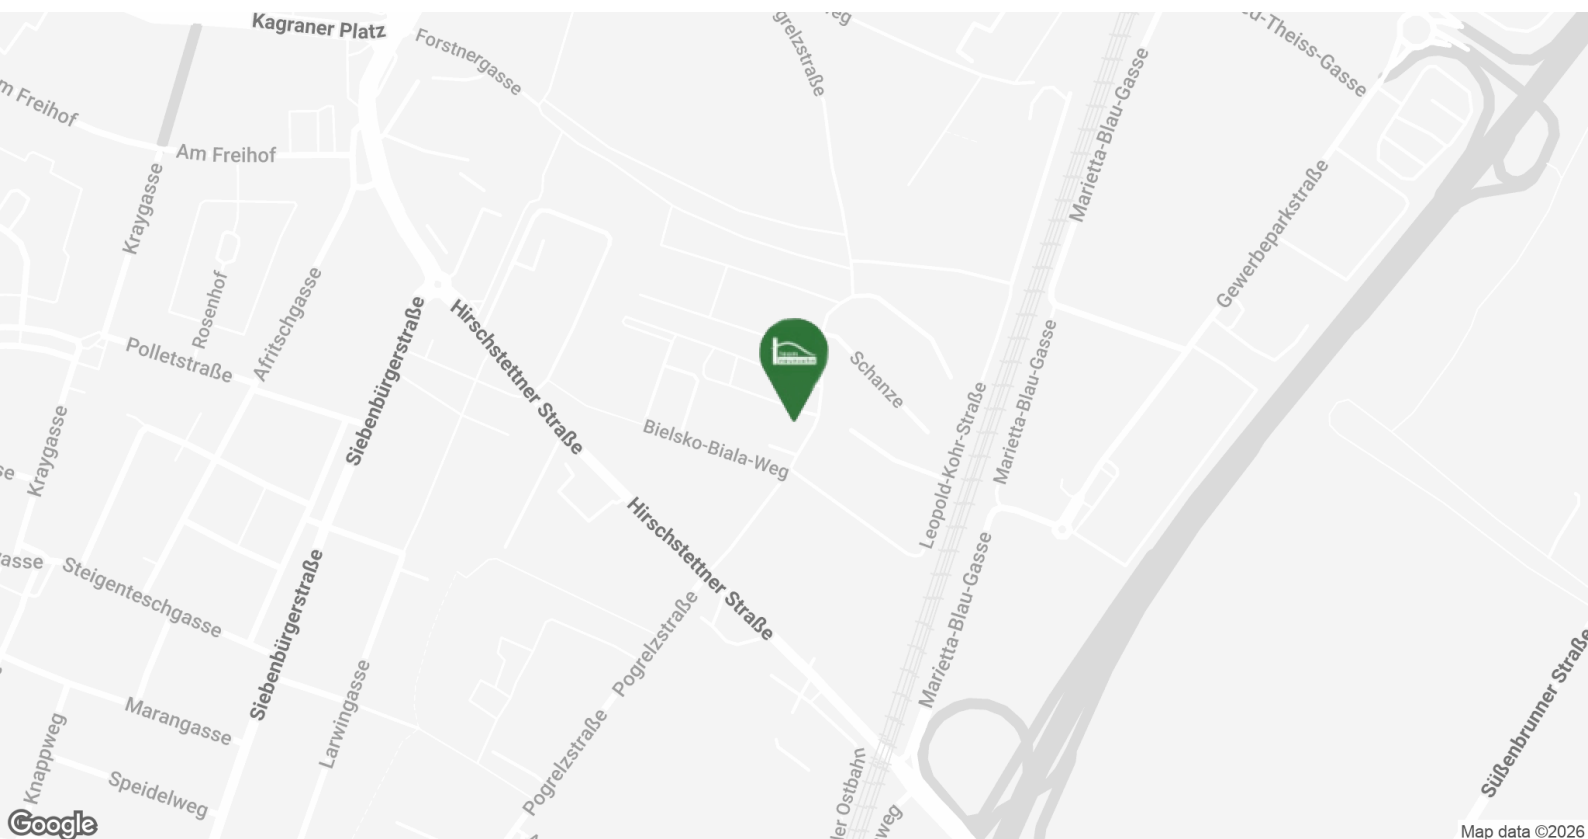 Kagraner Platz
Forstnergasse
Am Freihof
Am Freihof
Kraygasse
Rosenhof
Afritschgasse
Polletstraße
Siebenbürgerstraße
Hirschstettner Straße
Marietta-Blau-Gasse
Gewerbeparkstraße
Schanze
Leopold-Kohr-Straße
Marietta-Blau-Gasse
Bielsko-Biala-Weg
Kraygasse
Hirschstettner Straße
Steigenteschgasse
Siebenbürgerstraße
Pogrelzstraße
Marietta-Blau-Gasse
Larwingasse
Marangasse
Knappweg
Speidelweg
Pogrelzstraße
Süßenbrunner Straße
Google
Map data ©2026